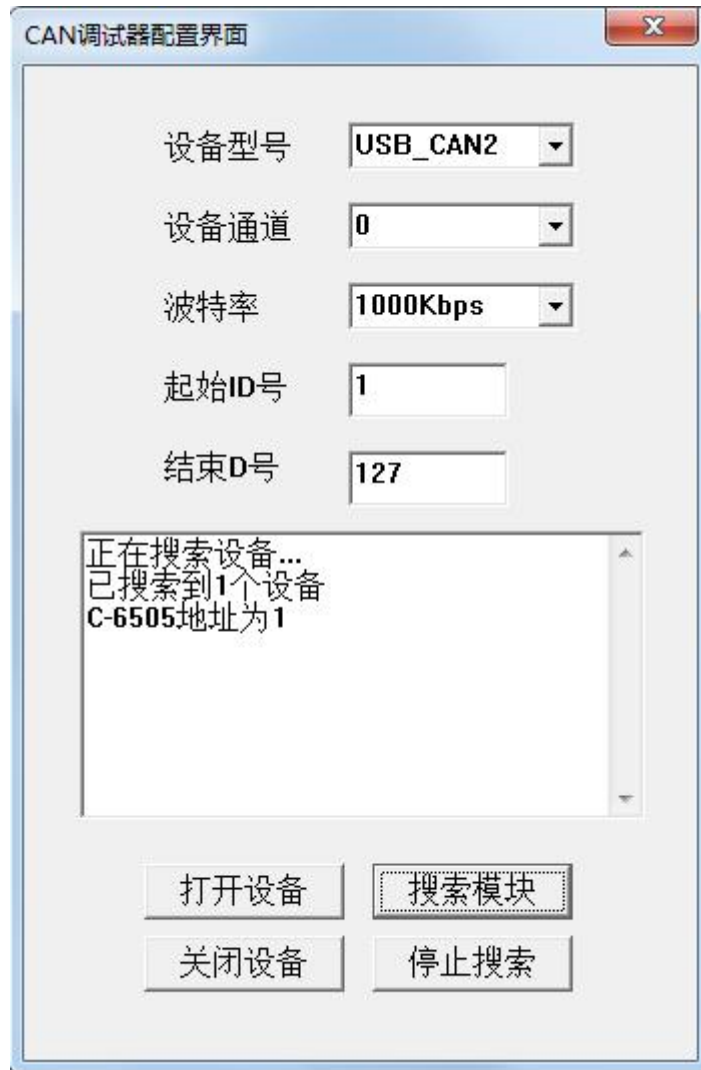 CAN调试器配置界面
设备型号 USB_CAN2
设备通道 0
波特率 1000Kbps
起始ID号 1
结束D号 127
正在搜索设备...
已搜索到1个设备
C-6505地址为1
打开设备 搜索模块
关闭设备 停止搜索